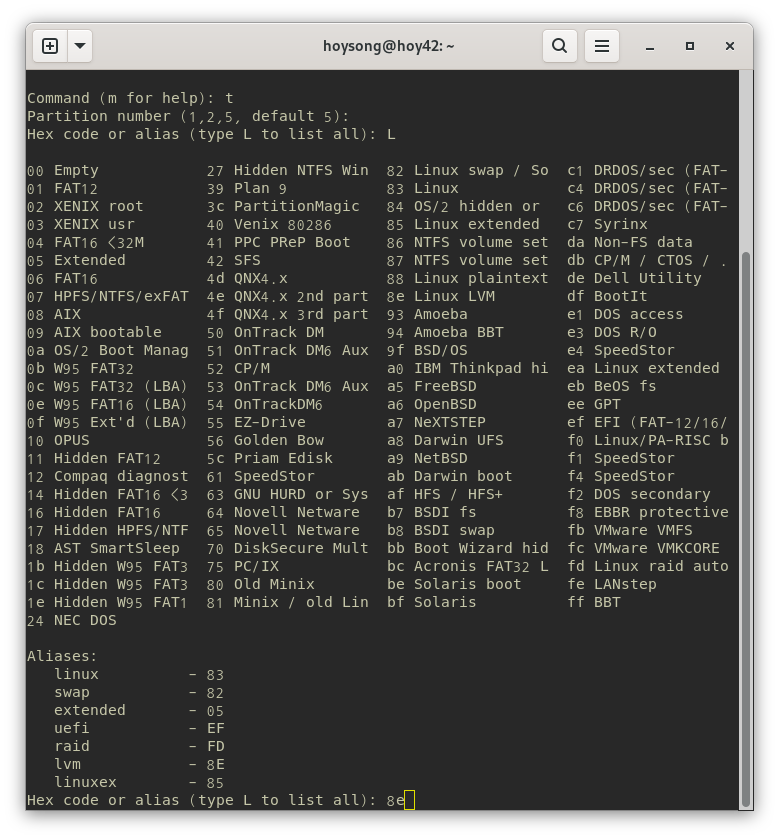 hoysong@hoy42: ~
Command (m for help): t
Partition number (1,2,5, default 5):
Hex code or alias (type L to list all): L
00 Empty 27 Hidden NTFS Win 82 Linux swap / So c1 DRDOS/sec (FAT-
01 FAT12 39 Plan 9 83 Linux c4 DRDOS/sec (FAT-
02 XENIX root 3c PartitionMagic 84 OS/2 hidden or c6 DRDOS/sec (FAT-
03 XENIX usr 40 Venix 80286 85 Linux extended c7 Syrinx
04 FAT16 <32M 41 PPC PReP Boot 86 NTFS volume set da Non-FS data
05 Extended 42 SFS 87 NTFS volume set db CP/M / CTOS / .
06 FAT16 4d QNX4.x 88 Linux plaintext de Dell Utility
07 HPFS/NTFS/exFAT 4e QNX4.x 2nd part 8e Linux LVM df BootIt
08 AIX 4f QNX4.x 3rd part 93 Amoeba e1 DOS access
09 AIX bootable 50 OnTrack DM 94 Amoeba BBT e3 DOS R/O
0a OS/2 Boot Manag 51 OnTrack DM6 Aux 9f BSD/OS e4 SpeedStor
0b W95 FAT32 52 CP/M a0 IBM Thinkpad hi ea Linux extended
0c W95 FAT32 (LBA) 53 OnTrack DM6 Aux a5 FreeBSD eb BeOS fs
0e W95 FAT16 (LBA) 54 OnTrackDM6 a6 OpenBSD ee GPT
0f W95 Ext'd (LBA) 55 EZ-Drive a7 NeXTSTEP ef EFI (FAT-12/16/
10 OPUS 56 Golden Bow a8 Darwin UFS f0 Linux/PA-RISC b
11 Hidden FAT12 5c Priam Edisk a9 NetBSD f1 SpeedStor
12 Compaq diagnost 61 SpeedStor ab Darwin boot f4 SpeedStor
14 Hidden FAT16 <3 63 GNU HURD or Sys af HFS / HFS+ f2 DOS secondary
16 Hidden FAT16 64 Novell Netware b7 BSDI fs f8 EBBR protective
17 Hidden HPFS/NTF 65 Novell Netware b8 BSDI swap fb VMware VMFS
18 AST SmartSleep 70 DiskSecure Mult bb Boot Wizard hid fc VMware VMKCORE
1b Hidden W95 FAT3 75 PC/IX bc Acronis FAT32 L fd Linux raid auto
1c Hidden W95 FAT3 80 Old Minix be Solaris boot fe LANstep
1e Hidden W95 FAT1 81 Minix / old Lin bf Solaris ff BBT
24 NEC DOS
Aliases:
linux - 83
swap - 82
extended - 05
uefi - EF
raid - FD
lvm - 8E
linuxex - 85
Hex code or alias (type L to list all): 8e